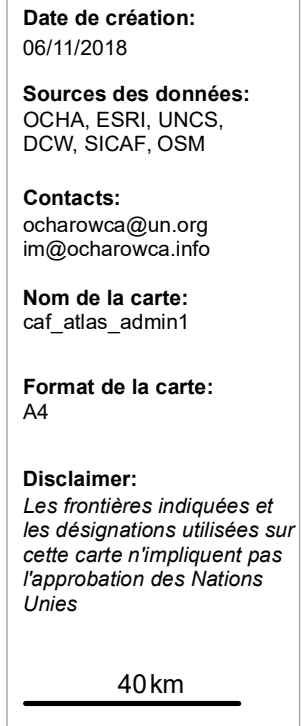 Date de création:
06/11/2018
Sources des données:
OCHA, ESRI, UNCS,
DCW, SICAF, OSM
Contacts:
ocharowca@un.org
im@ocharowca.info
Nom de la carte:
caf_atlas_admin1
Format de la carte:
A4
Disclaimer:
Les frontières indiquées et
les désignations utilisées sur
cette carte n'impliquent pas
l'approbation des Nations
Unies
40 km